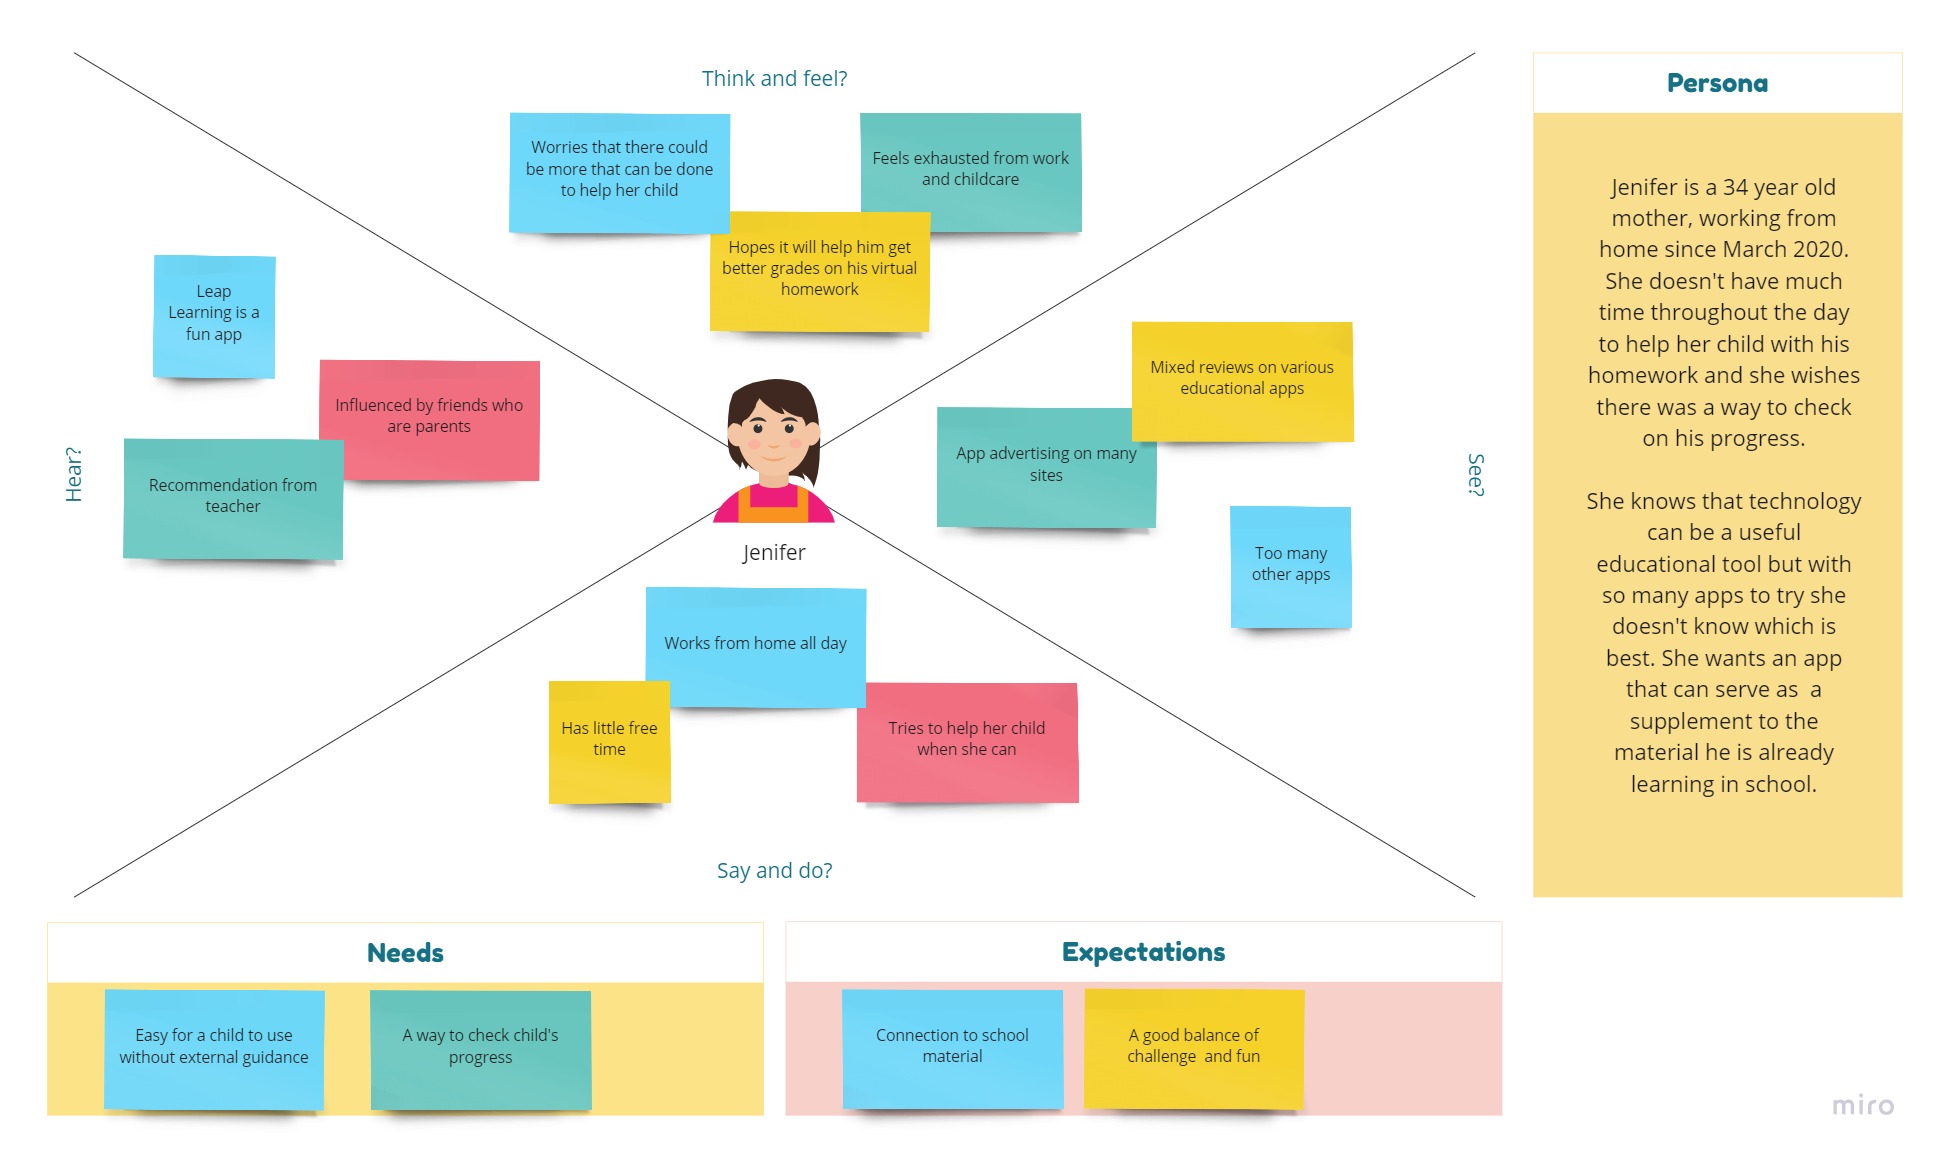 Think and feel?
Worries that there could
be more that can be done
to help her child
Feels exhausted from work
and childcare
Hopes it will help him get
better grades on his virtual
homework
Hear?
Leap
Learning is a
fun app
Influenced by friends who
are parents
Recommendation from
teacher
Jenifer
See?
Mixed reviews on various
educational apps
App advertising on many
sites
Too many
other apps
Works from home all day
Has little free
time
Tries to help her child
when she can
Say and do?
Persona
Jenifer is a 34 year old
mother, working from
home since March 2020.
She doesn't have much
time throughout the day
to help her child with his
homework and she wishes
there was a way to check
on his progress.
She knows that technology
can be a useful
educational tool but with
so many apps to try she
doesn't know which is
best. She wants an app
that can serve as  a
supplement to the
material he is already
learning in school.
Needs
Easy for a child to use
without external guidance
A way to check child's
progress
Expectations
Connection to school
material
A good balance of
challenge  and fun
miro